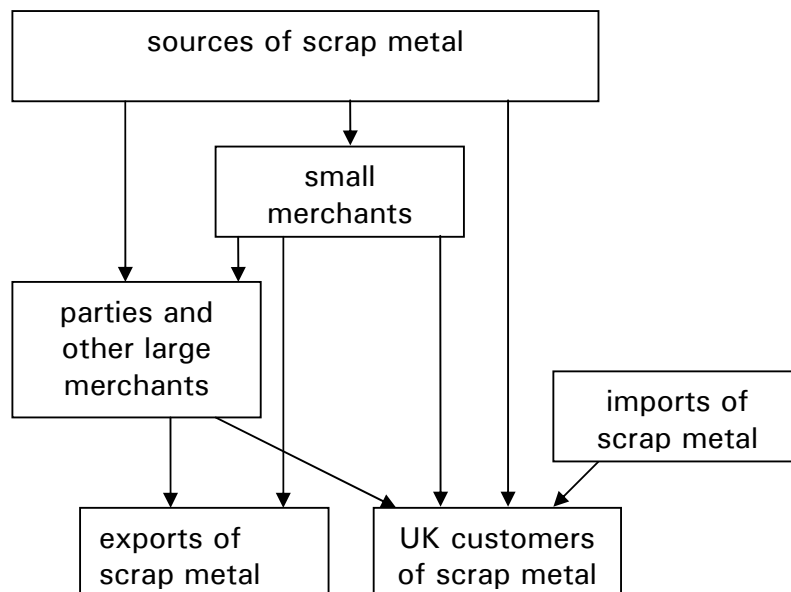 sources of scrap metal
small
merchants
parties and
other large
merchants
imports of
scrap metal
exports of
scrap metal
UK customers
of scrap metal